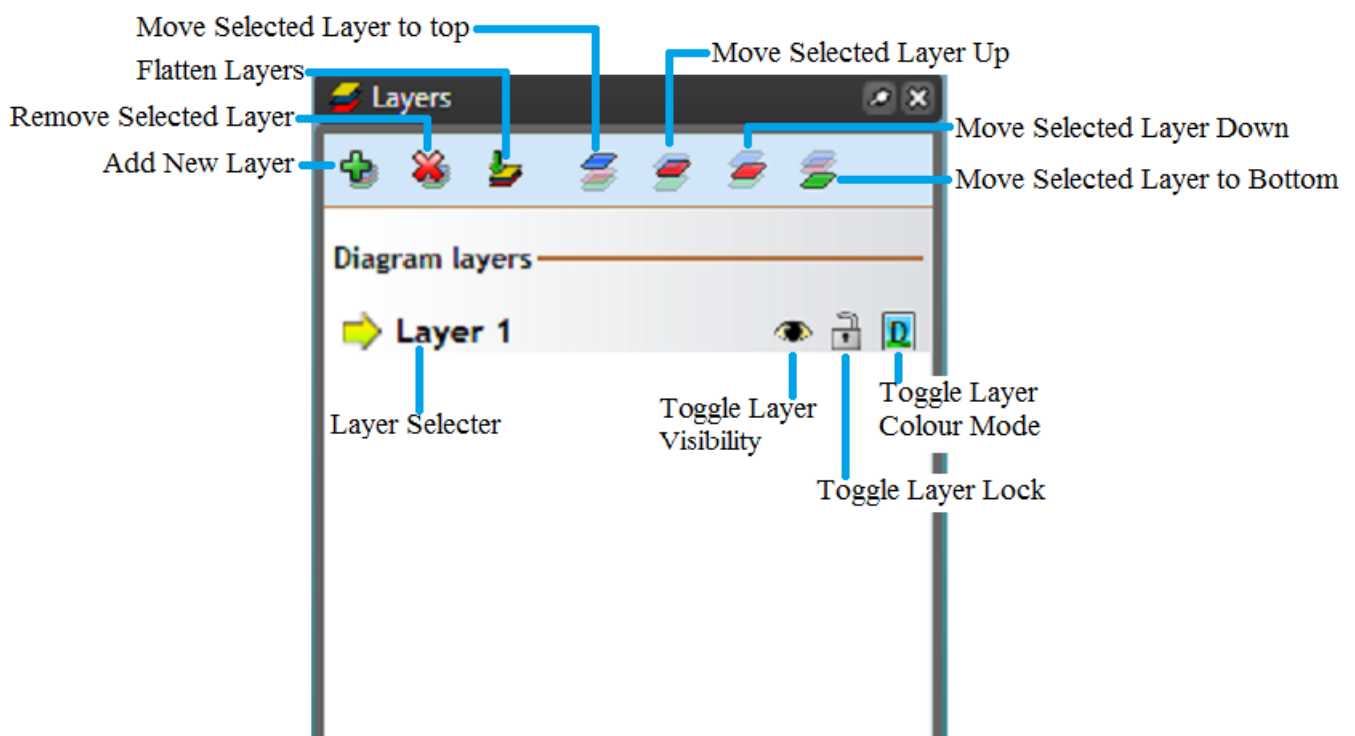 Move Selected Layer to top
Move Selected Layer Up
Flatten Layers
Layers
Remove Selected Layer
Move Selected Layer Down
Add New Layer
Move Selected Layer to Bottom
Diagram layers
Layer 1
D
Layer Selecter
Toggle Layer
Visibility
Toggle Layer
Colour Mode
Toggle Layer Lock